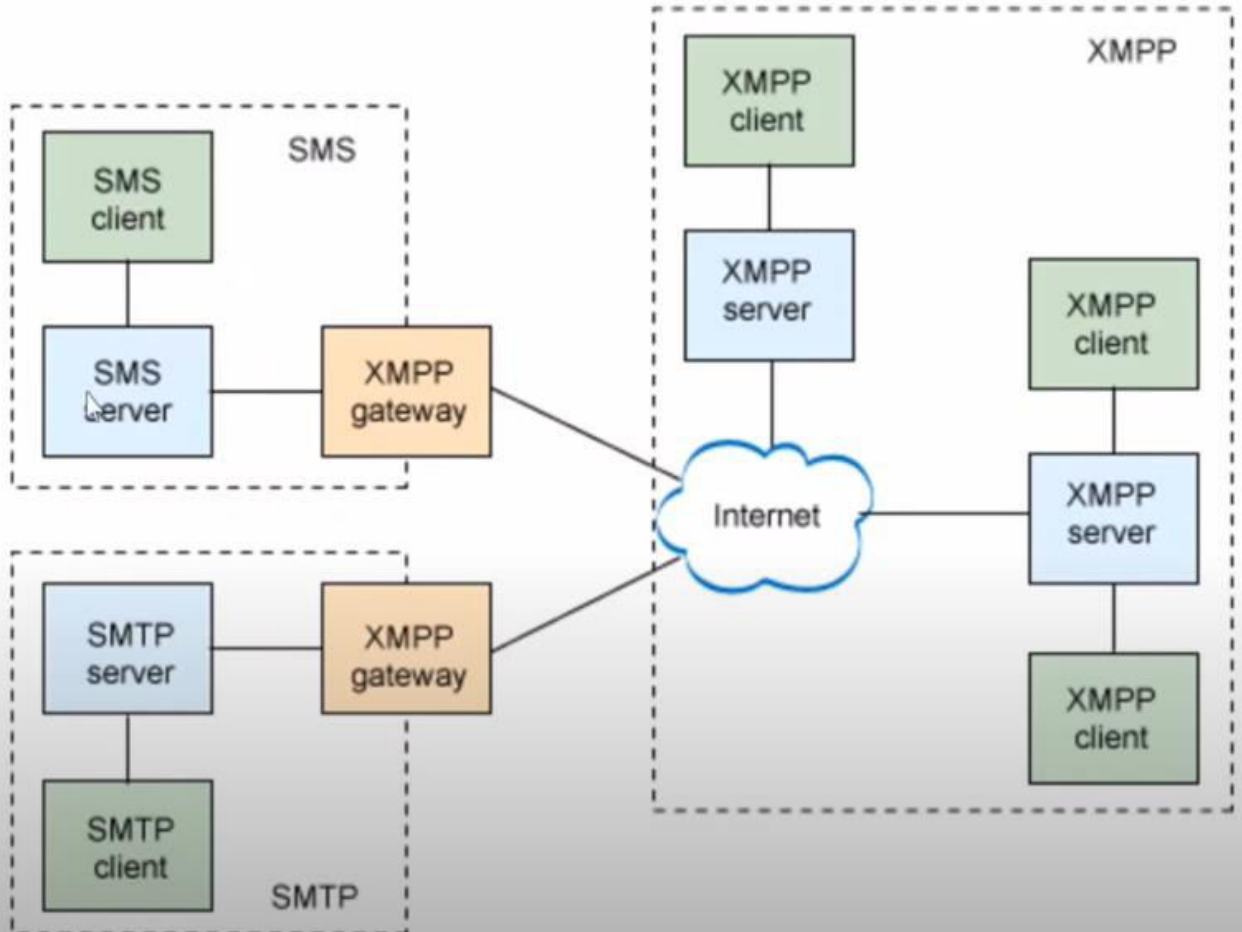 XMPP
XMPP
client
SMS
SMS
client
XMPP
server
XMPP
client
SMS
server
XMPP
gateway
Internet
XMPP
server
SMTP
server
XMPP
gateway
XMPP
client
SMTP
client
SMTP